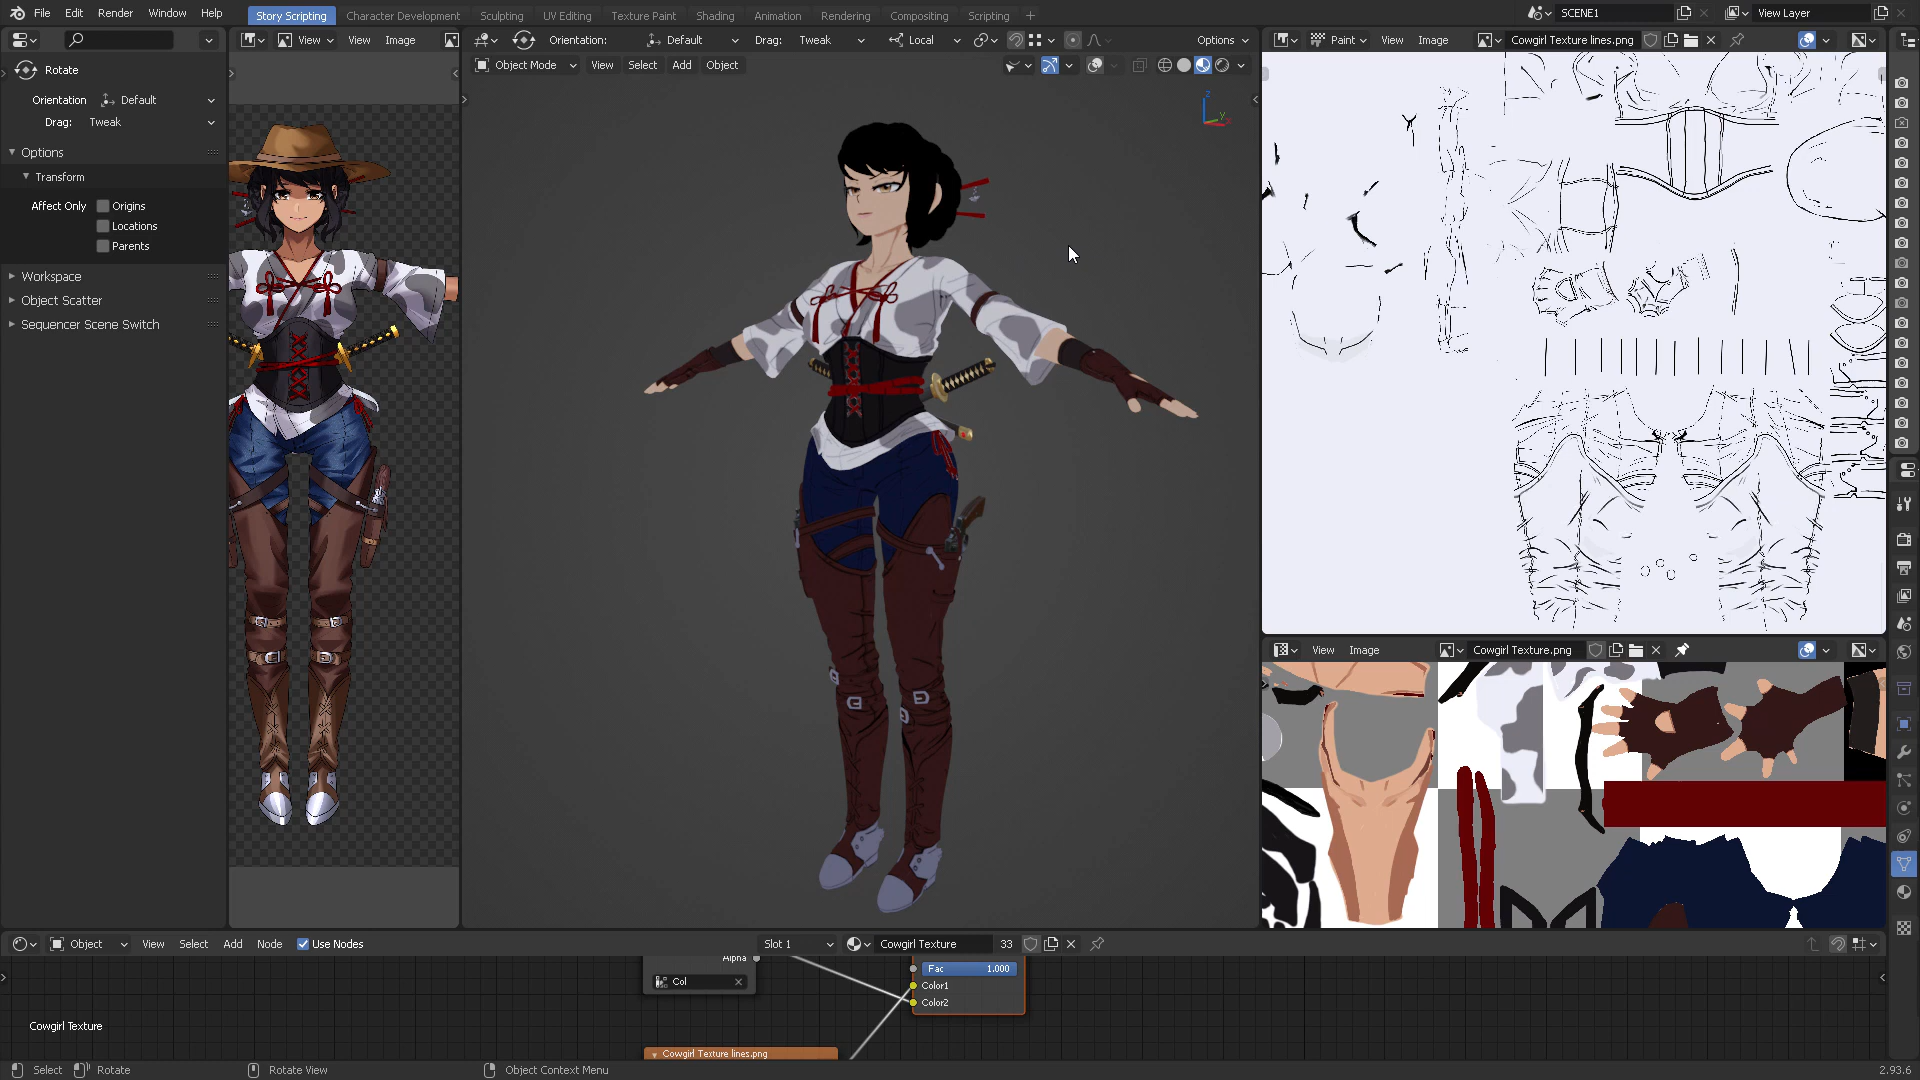 File Edit Render Window Help Story Scripting Character Development Sculpting UV Editing Texture Paint Shading Animation Rendering Compositing Scripting SCENE1 View Layer
View View Image Orientation: Default Drag: Tweak Local Options Paint View Image Cowgirl Texture lines.png
Object Mode View Select Add Object
Rotate
Orientation Default
Drag: Tweak
Options
Transform
Affect Only Origins
Locations
Parents
Workspace
Object Scatter
Sequencer Scene Switch
Z
Y
View Image Cowgirl Texture.png
Object View Select Add Node Use Nodes Slot 1 Cowgirl Texture 33
Alpha
Col
Fac 1.000
Color1
Color2
Cowgirl Texture
Cowgirl Texture lines.png
Select Rotate Rotate View Object Context Menu 2.93.6